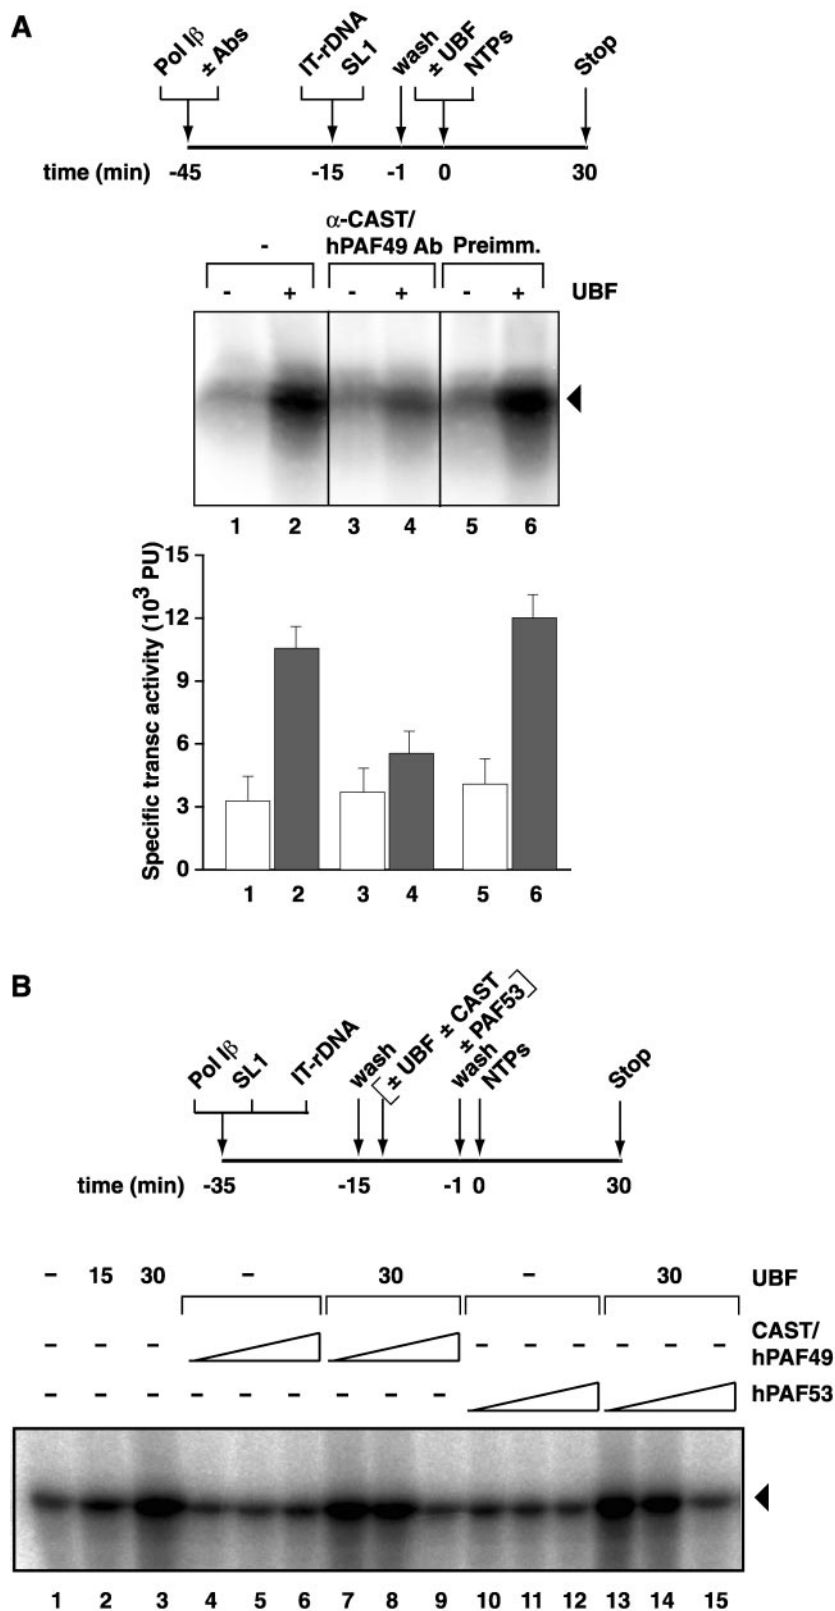 A
Pol Iβ ± Abs IT-rDNA SL1 wash ± UBF NTPs Stop
time (min) -45 -15 -1 0 30
α-CAST/
- hPAF49 Ab Preimm.
- + - + - + UBF
1 2 3 4 5 6
Specific transc activity (10³ PU)
15
12
9
6
3
0
1 2 3 4 5 6
B
Pol Iβ SL1 IT-rDNA wash [± UBF ± CAST ± PAF53] wash NTPs Stop
time (min) -35 -15 -1 0 30
– 15 30 – 30 – 30 UBF
– – – – – – – – – CAST/
hPAF49
– – – – – – – – – hPAF53
1 2 3 4 5 6 7 8 9 10 11 12 13 14 15